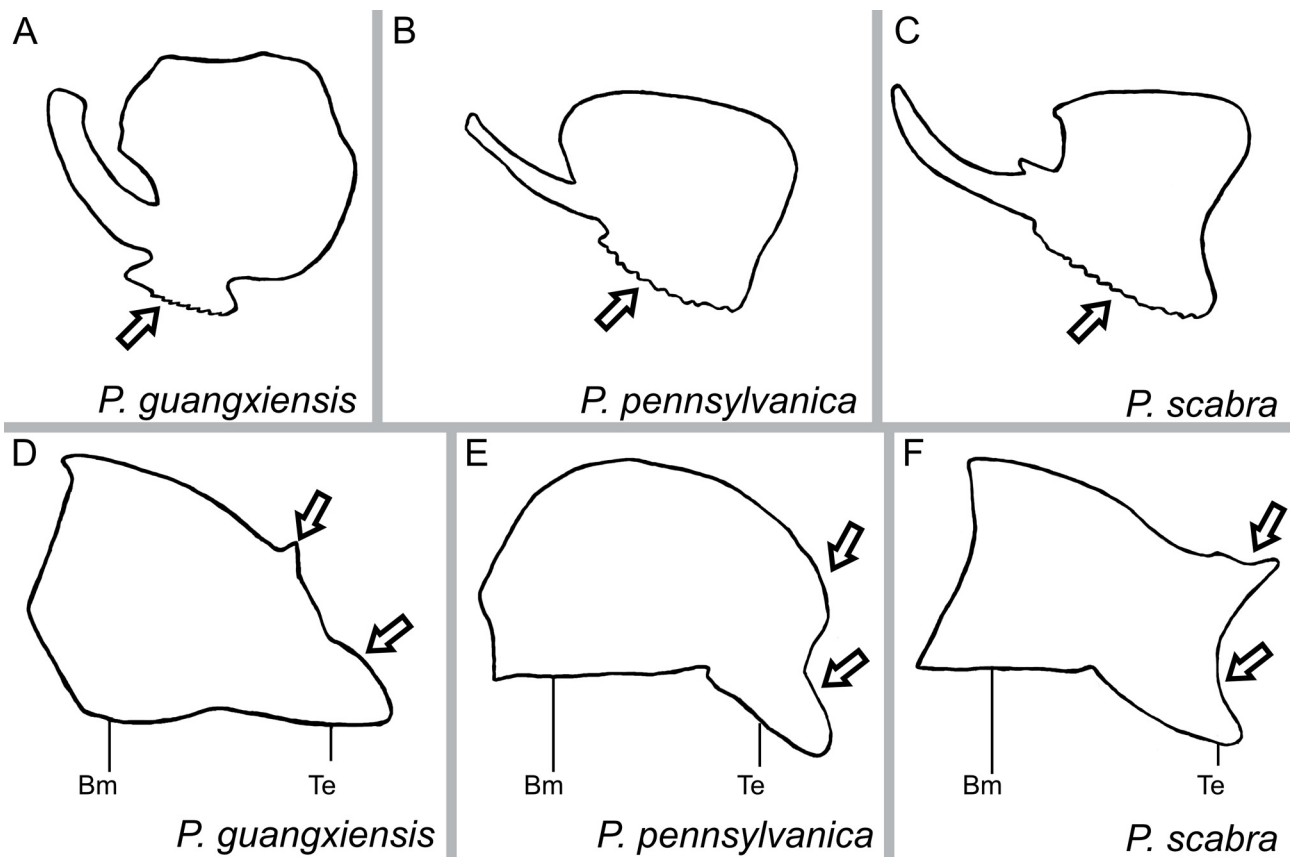 A
B
C
P. guangxiensis
P. pennsylvanica
P. scabra
D
E
F
Bm
Te
Bm
Te
Bm
Te
P. guangxiensis
P. pennsylvanica
P. scabra